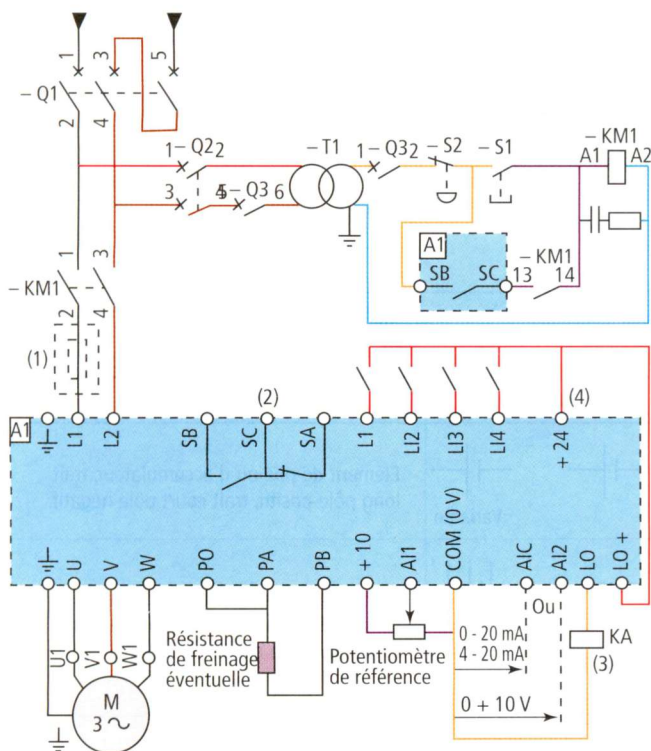 1 3 5
– Q1
2 4
1 – Q2 2 – T1 1 – Q3 2 – S2 – S1 – KM1
A1 A2
3 4 5 – Q3 6
A1
SB SC 13 – KM1 14
1 3
– KM1
2 4
(1) (2) (4)
A1
L1 L2 SB SC SA L1 LI2 LI3 LI4 + 24
U V W PO PA PB + 10 AI1 COM (0 V) AIC AI2 LO LO +
Ou
U1 V1 W1
Résistance
de freinage
éventuelle
Potentiomètre
de référence
0 - 20 mA
4 - 20 mA
KA
(3)
0 + 10 V
M
3 ~